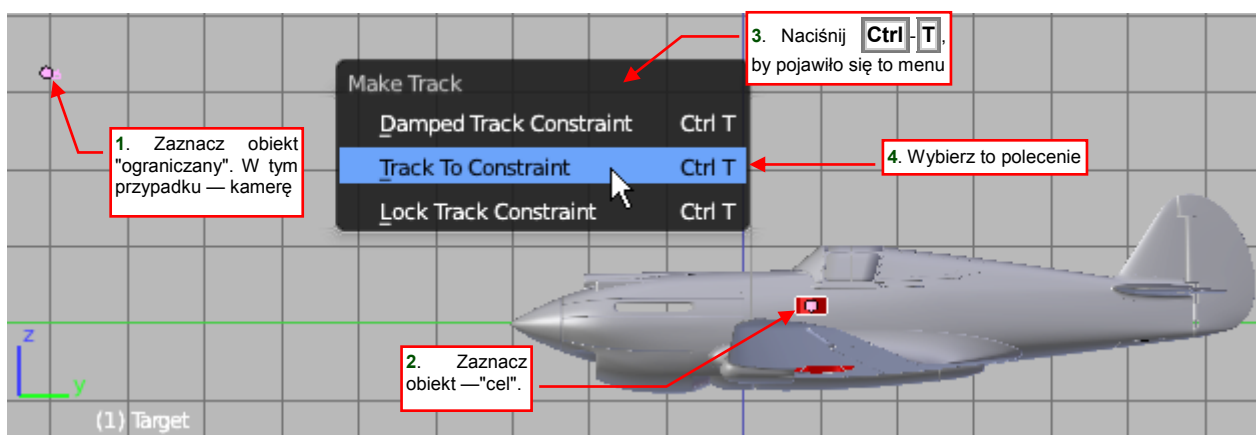 3. Naciśnij Ctrl - T,
by pojawiło się to menu
Make Track
Damped Track Constraint Ctrl T
Track To Constraint Ctrl T
Lock Track Constraint Ctrl T
1. Zaznacz obiekt
"ograniczany". W tym
przypadku — kamerę
4. Wybierz to polecenie
2. Zaznacz
obiekt —"cel".
z
y
(1) Target